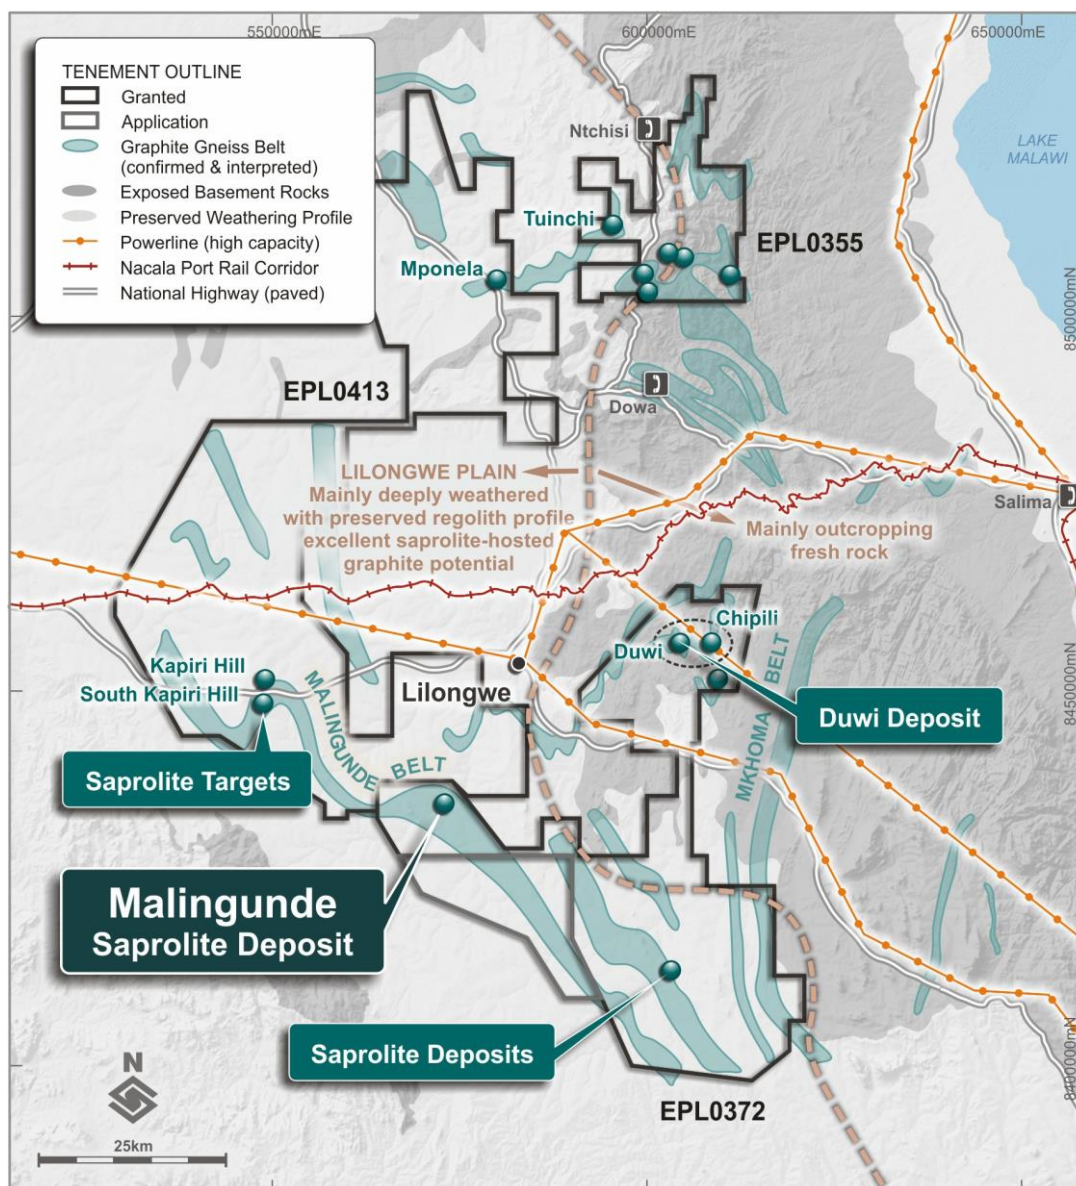 550000mE
600000mE
650000mE
TENEMENT OUTLINE
Granted
Application
Graphite Gneiss Belt
(confirmed & interpreted)
Exposed Basement Rocks
Preserved Weathering Profile
Powerline (high capacity)
Nacala Port Rail Corridor
National Highway (paved)
Ntchisi
LAKE
MALAWI
Tuinchi
EPL0355
Mponela
8500000mN
EPL0413
Dowa
LILONGWE PLAIN
Mainly deeply weathered
with preserved regolith profile
excellent saprolite-hosted
graphite potential
Mainly outcropping
fresh rock
Salima
Chipili
Duwi
Kapiri Hill
South Kapiri Hill
Lilongwe
MALINGUNDE BELT
MKHOMA BELT
Duwi Deposit
8450000mN
Saprolite Targets
Malingunde
Saprolite Deposit
Saprolite Deposits
8400000mN
EPL0372
N
25km